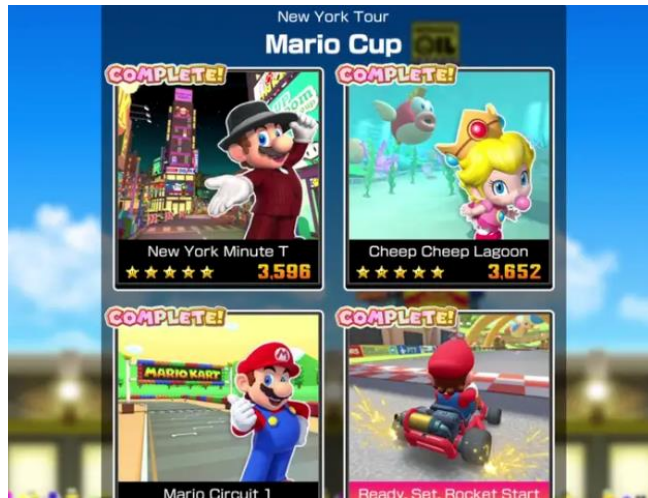 New York Tour
Mario Cup
COMPLETE!
COMPLETE!
New York Minute T
3,596
Cheep Cheep Lagoon
3,652
COMPLETE!
COMPLETE!
MARIO KART
Mario Circuit 1
Ready, Set, Rocket Start